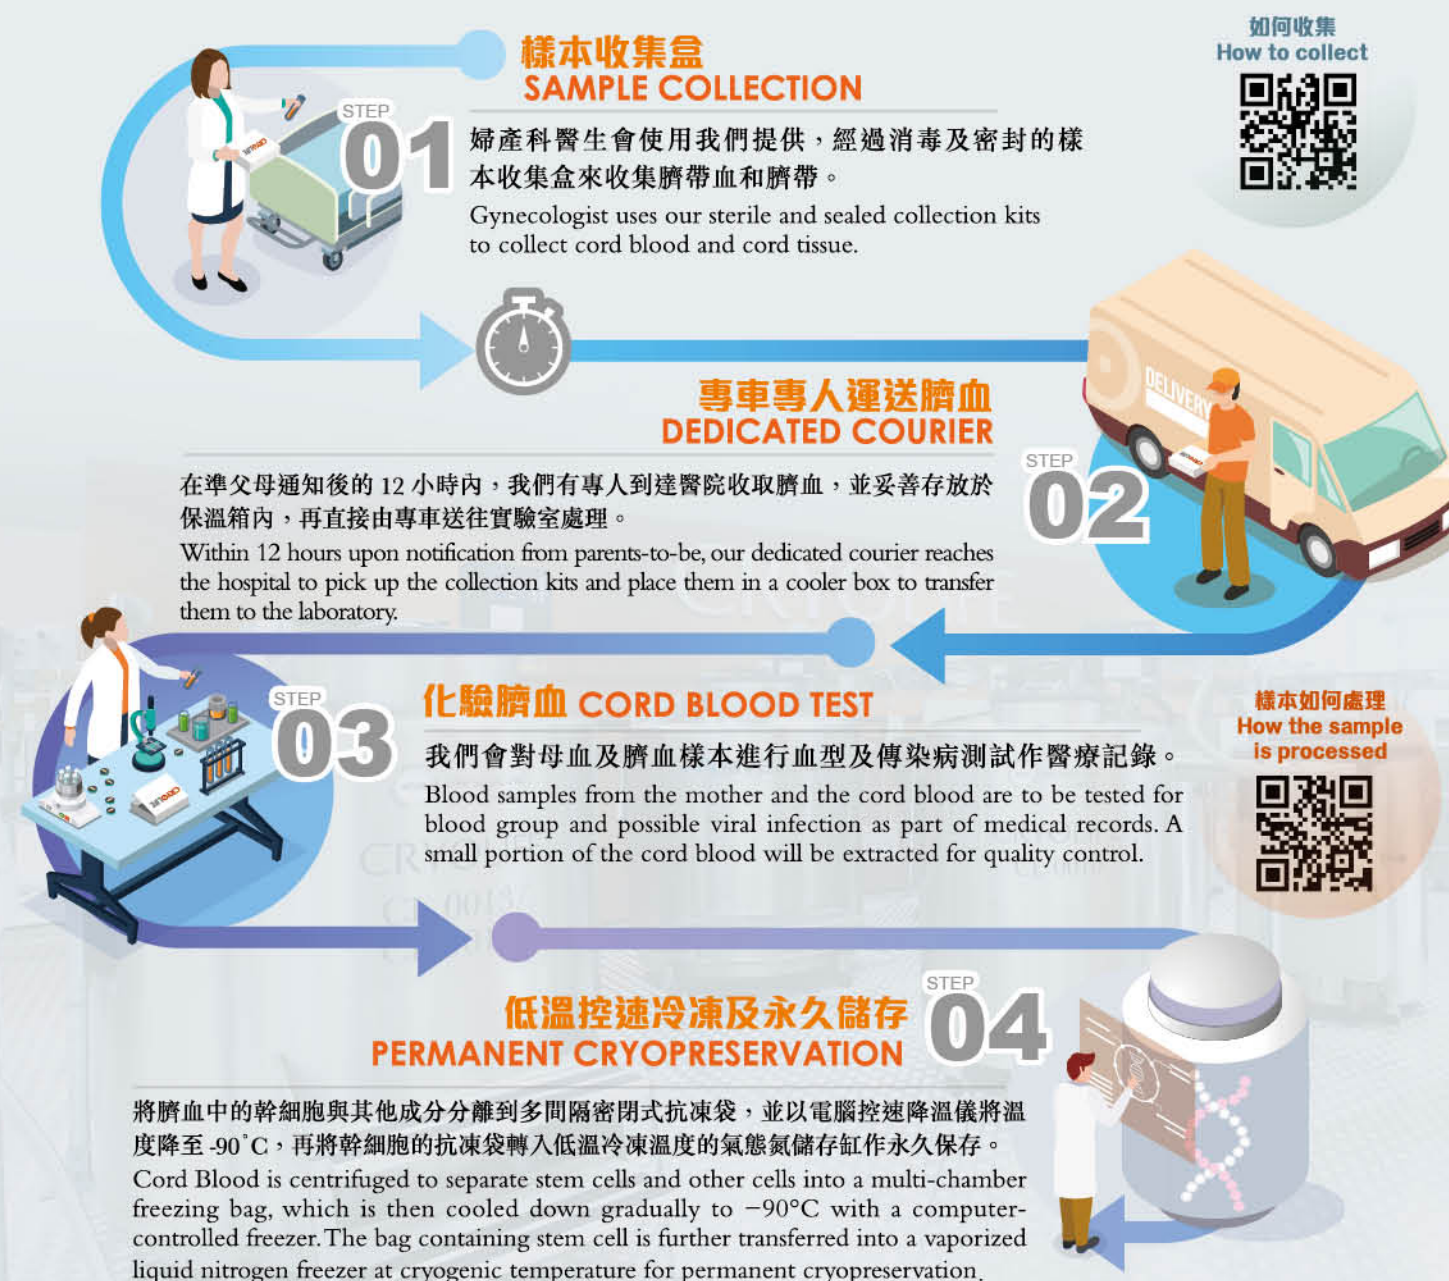 如何收集
How to collect
樣本收集盒
SAMPLE COLLECTION
STEP
01
婦產科醫生會使用我們提供，經過消毒及密封的樣
本收集盒來收集臍帶血和臍帶。
Gynecologist uses our sterile and sealed collection kits
to collect cord blood and cord tissue.
DELIVERY
專車專人運送臍血
DEDICATED COURIER
STEP
02
在準父母通知後的 12 小時內，我們有專人到達醫院收取臍血，並妥善存放於
保溫箱內，再直接由專車送往實驗室處理。
Within 12 hours upon notification from parents-to-be, our dedicated courier reaches
the hospital to pick up the collection kits and place them in a cooler box to transfer
them to the laboratory.
STEP
03
化驗臍血 CORD BLOOD TEST
我們會對母血及臍血樣本進行血型及傳染病測試作醫療記錄。
Blood samples from the mother and the cord blood are to be tested for
blood group and possible viral infection as part of medical records. A
small portion of the cord blood will be extracted for quality control.
樣本如何處理
How the sample
is processed
STEP
04
低溫控速冷凍及永久儲存
PERMANENT CRYOPRESERVATION
將臍血中的幹細胞與其他成分分離到多間隔密閉式抗凍袋，並以電腦控速降溫儀將溫
度降至 -90°C，再將幹細胞的抗凍袋轉入低溫冷凍溫度的氣態氮儲存缸作永久保存。
Cord Blood is centrifuged to separate stem cells and other cells into a multi-chamber
freezing bag, which is then cooled down gradually to −90°C with a computer-
controlled freezer. The bag containing stem cell is further transferred into a vaporized
liquid nitrogen freezer at cryogenic temperature for permanent cryopreservation.